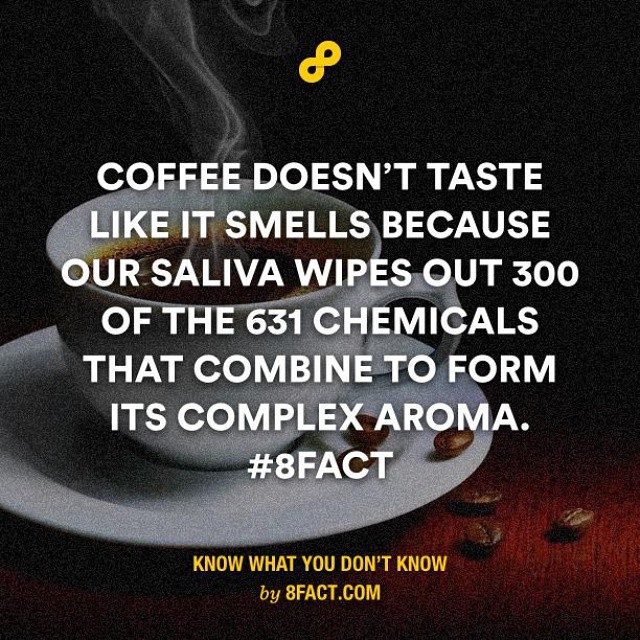 COFFEE DOESN'T TASTE
LIKE IT SMELLS BECAUSE
OUR SALIVA WIPES OUT 300
OF THE 631 CHEMICALS
THAT COMBINE TO FORM
ITS COMPLEX AROMA.
#8FACT
KNOW WHAT YOU DON'T KNOW
by 8FACT.COM